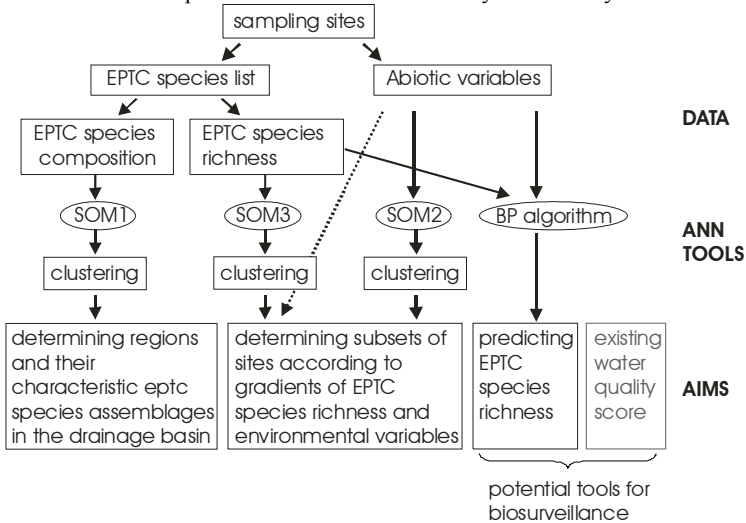 sampling sites
EPTC species list
Abiotic variables
DATA
EPTC species
composition
EPTC species
richness
SOM1
SOM3
SOM2
BP algorithm
ANN
TOOLS
clustering
clustering
clustering
determining regions
and their
characteristic eptc
species assemblages
in the drainage basin
determining subsets of
sites according to
gradients of EPTC
species richness and
environmental variables
predicting
EPTC
species
richness
existing
water
quality
score
AIMS
potential tools for
biosurveillance